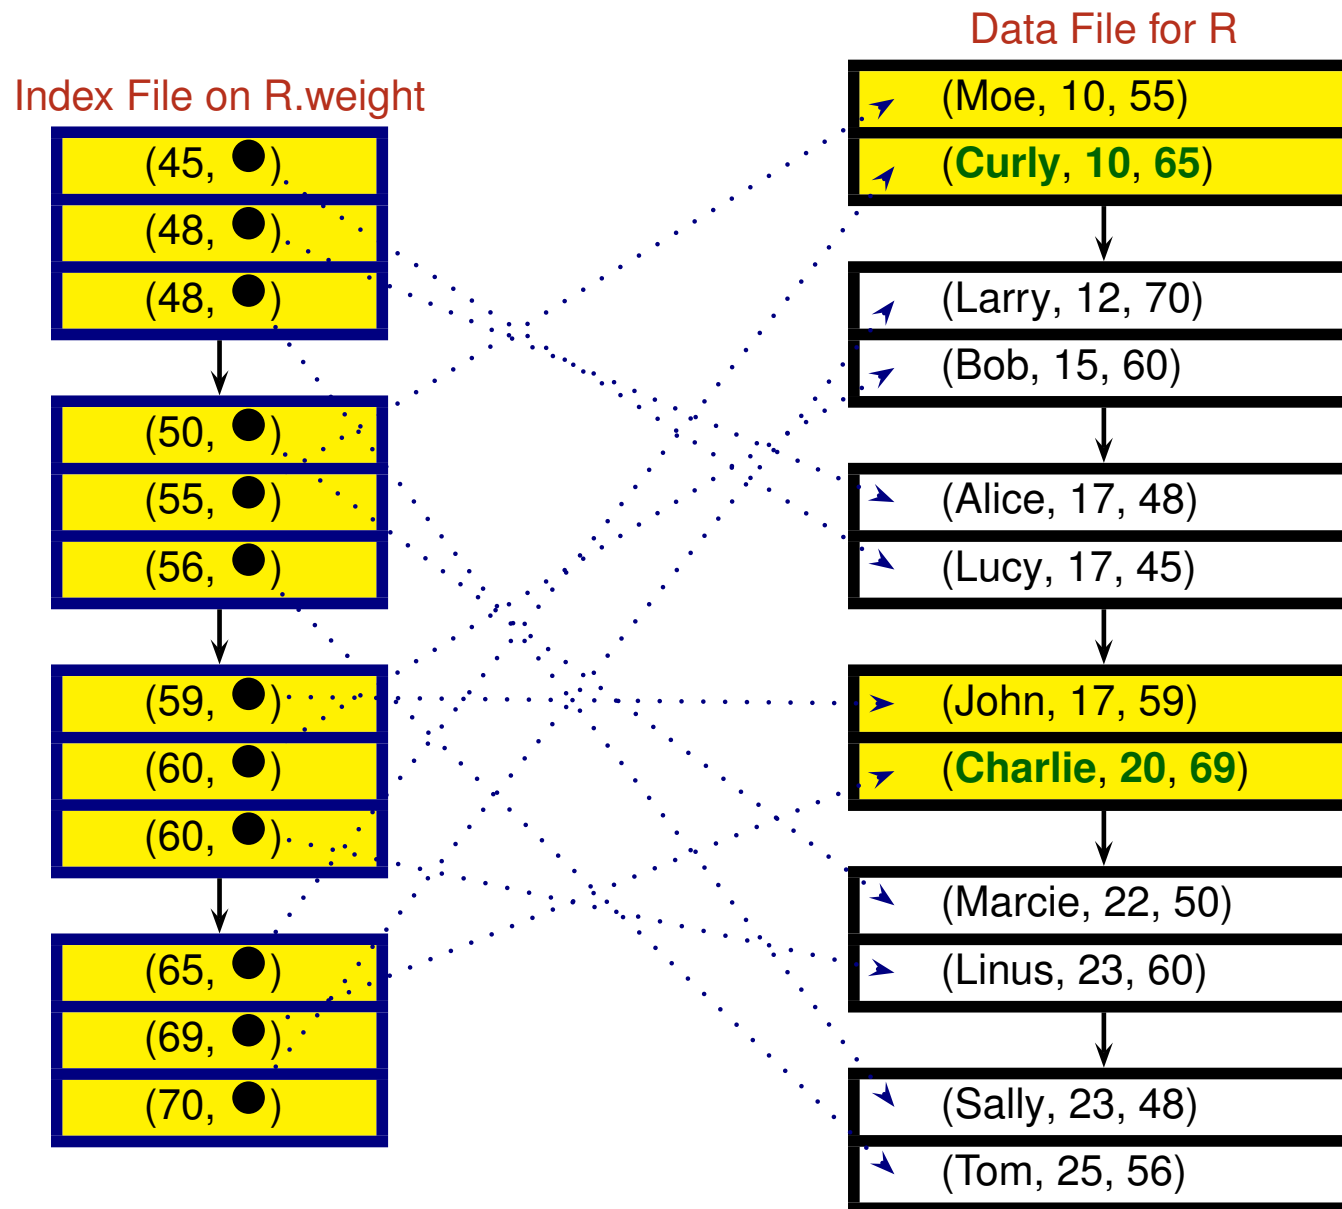 Index File on R.weight
(45, ●)
(48, ●)
(48, ●)
(50, ●)
(55, ●)
(56, ●)
(59, ●)
(60, ●)
(60, ●)
(65, ●)
(69, ●)
(70, ●)
Data File for R
(Moe, 10, 55)
(Curly, 10, 65)
(Larry, 12, 70)
(Bob, 15, 60)
(Alice, 17, 48)
(Lucy, 17, 45)
(John, 17, 59)
(Charlie, 20, 69)
(Marcie, 22, 50)
(Linus, 23, 60)
(Sally, 23, 48)
(Tom, 25, 56)